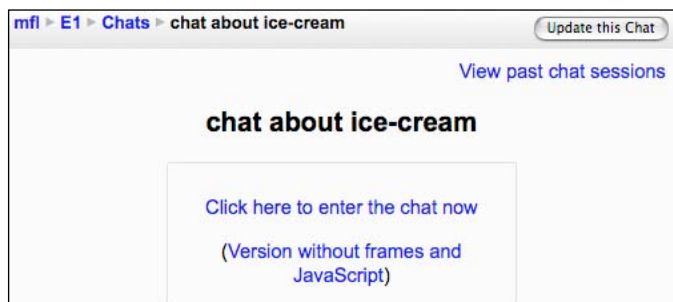 mfl ► E1 ► Chats ► chat about ice-cream
Update this Chat
View past chat sessions
chat about ice-cream
Click here to enter the chat now
(Version without frames and
JavaScript)